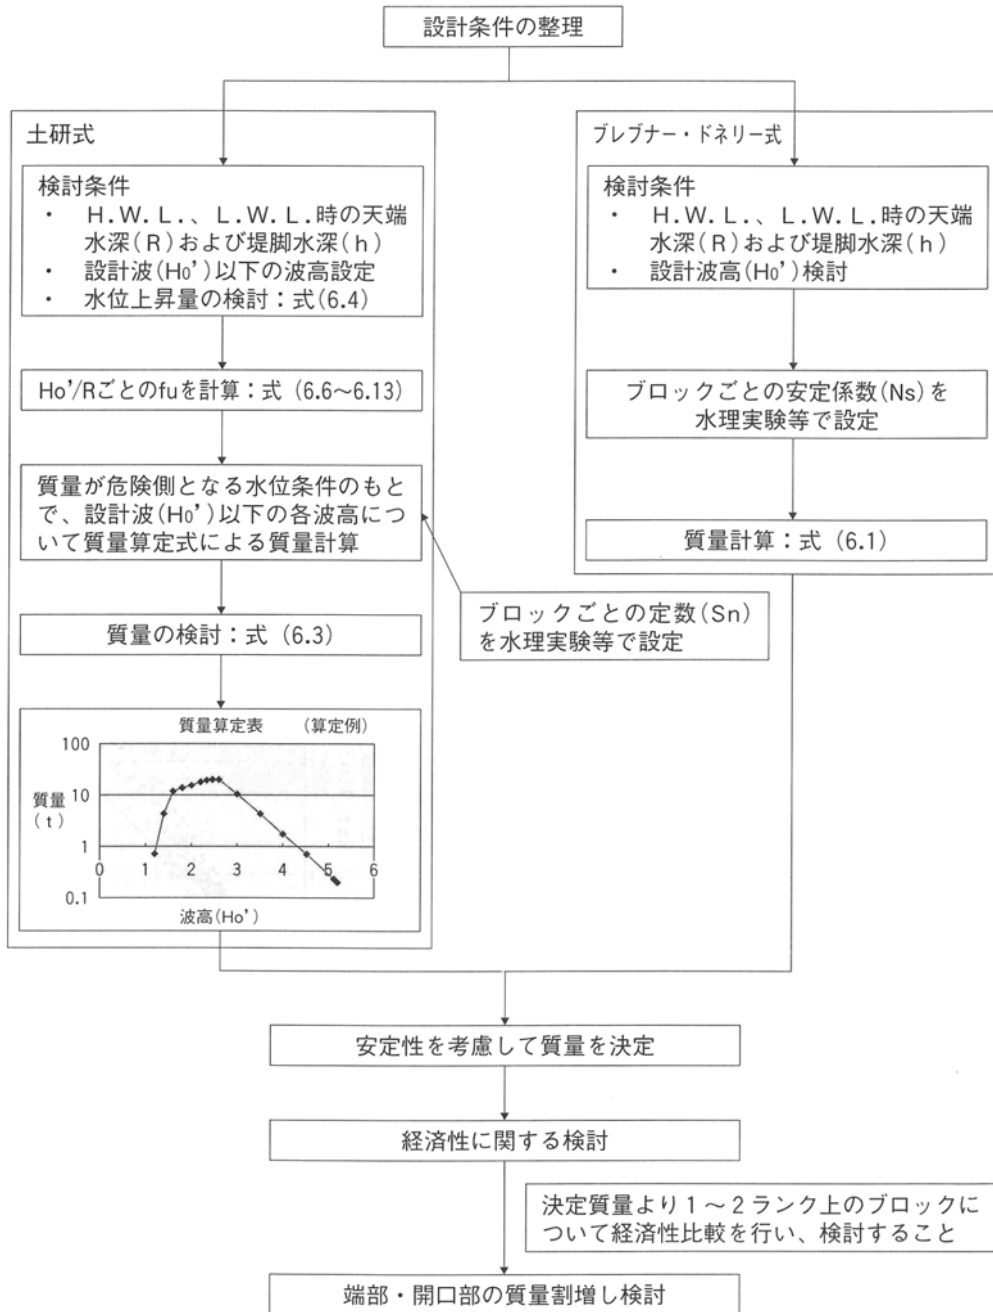 設計条件の整理
土研式
検討条件
・ H.W.L.、L.W.L.時の天端
水深(R)および堤脚水深(h)
・ 設計波(H₀')以下の波高設定
・ 水位上昇量の検討：式(6.4)
Ho'/Rごとのfuを計算：式 (6.6〜6.13)
質量が危険側となる水位条件のもと
で、設計波(H₀')以下の各波高につ
いて質量算定式による質量計算
質量の検討：式 (6.3)
質量算定表 (算定例)
100
10
1
0.1
質量
(t)
0 1 2 3 4 5 6
波高(Ho')
ブレブナー・ドネリー式
検討条件
・ H.W.L.、L.W.L.時の天端
水深(R)および堤脚水深(h)
・ 設計波高(H₀')検討
ブロックごとの安定係数(Ns)を
水理実験等で設定
質量計算：式 (6.1)
ブロックごとの定数(Sn)
を水理実験等で設定
安定性を考慮して質量を決定
経済性に関する検討
決定質量より1〜2ランク上のブロックに
ついて経済性比較を行い、検討すること
端部・開口部の質量割増し検討